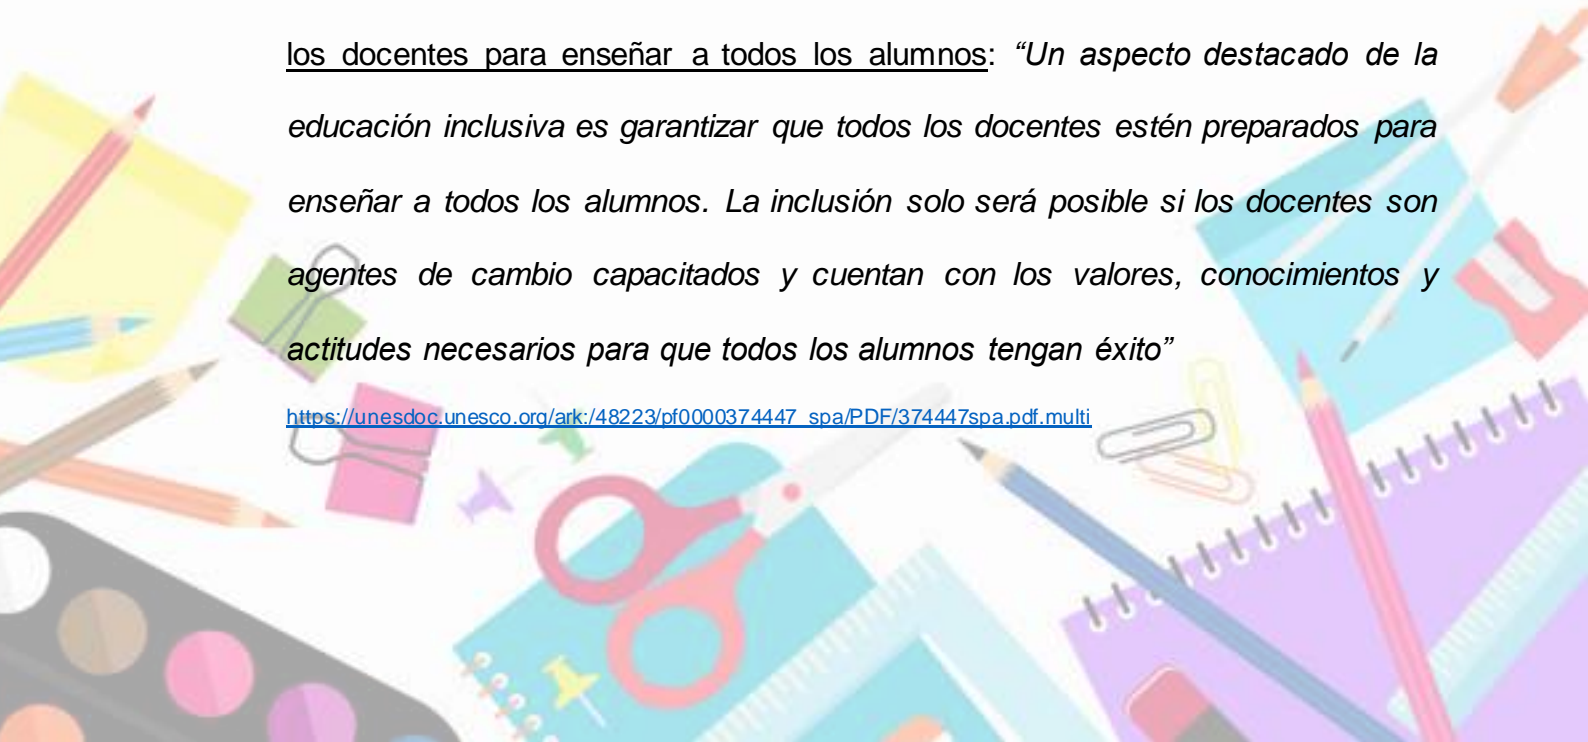 los docentes para enseñar a todos los alumnos: “Un aspecto destacado de la
educación inclusiva es garantizar que todos los docentes estén preparados para
enseñar a todos los alumnos. La inclusión solo será posible si los docentes son
agentes de cambio capacitados y cuentan con los valores, conocimientos y
actitudes necesarios para que todos los alumnos tengan éxito”
https://unesdoc.unesco.org/ark:/48223/pf0000374447_spa/PDF/374447spa.pdf.multi